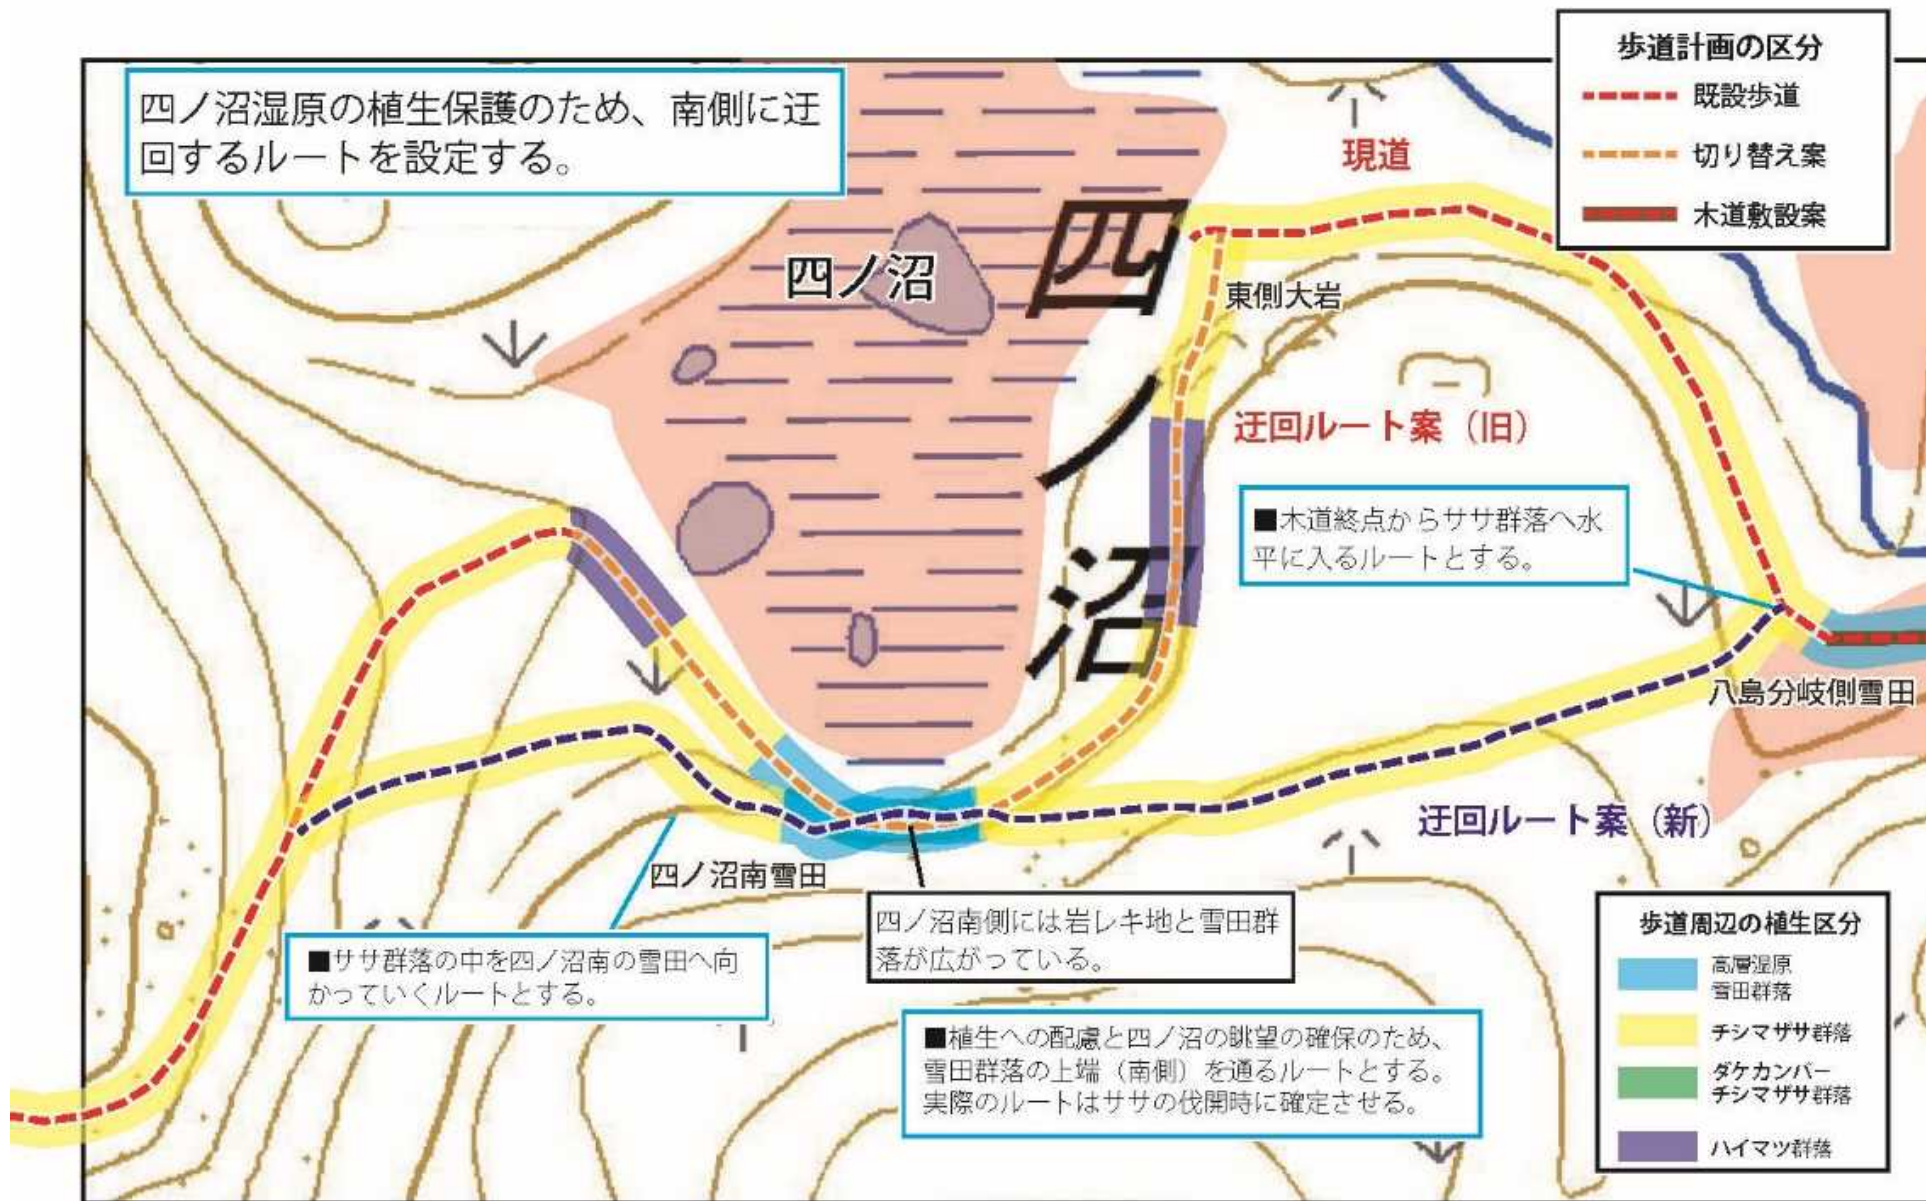 歩道計画の区分
既設歩道
切り替え案
木道敷設案
四ノ沼湿原の植生保護のため、南側に迂
回するルートを設定する。
現道
四ノ沼
四ノ沼
東側大岩
迂回ルート案（旧）
■木道終点からササ群落へ水
平に入るルートとする。
八島分岐側雪田
迂回ルート案（新）
四ノ沼南雪田
四ノ沼南側には岩レキ地と雪田群
落が広がっている。
■ササ群落の中を四ノ沼南の雪田へ向
かっていくルートとする。
■植生への配慮と四ノ沼の眺望の確保のため、
雪田群落の上端（南側）を通るルートとする。
実際のルートはササの伐開時に確定させる。
歩道周辺の植生区分
高層湿原
雪田群落
チシマザサ群落
ダケカンバー
チシマザサ群落
ハイマツ群落